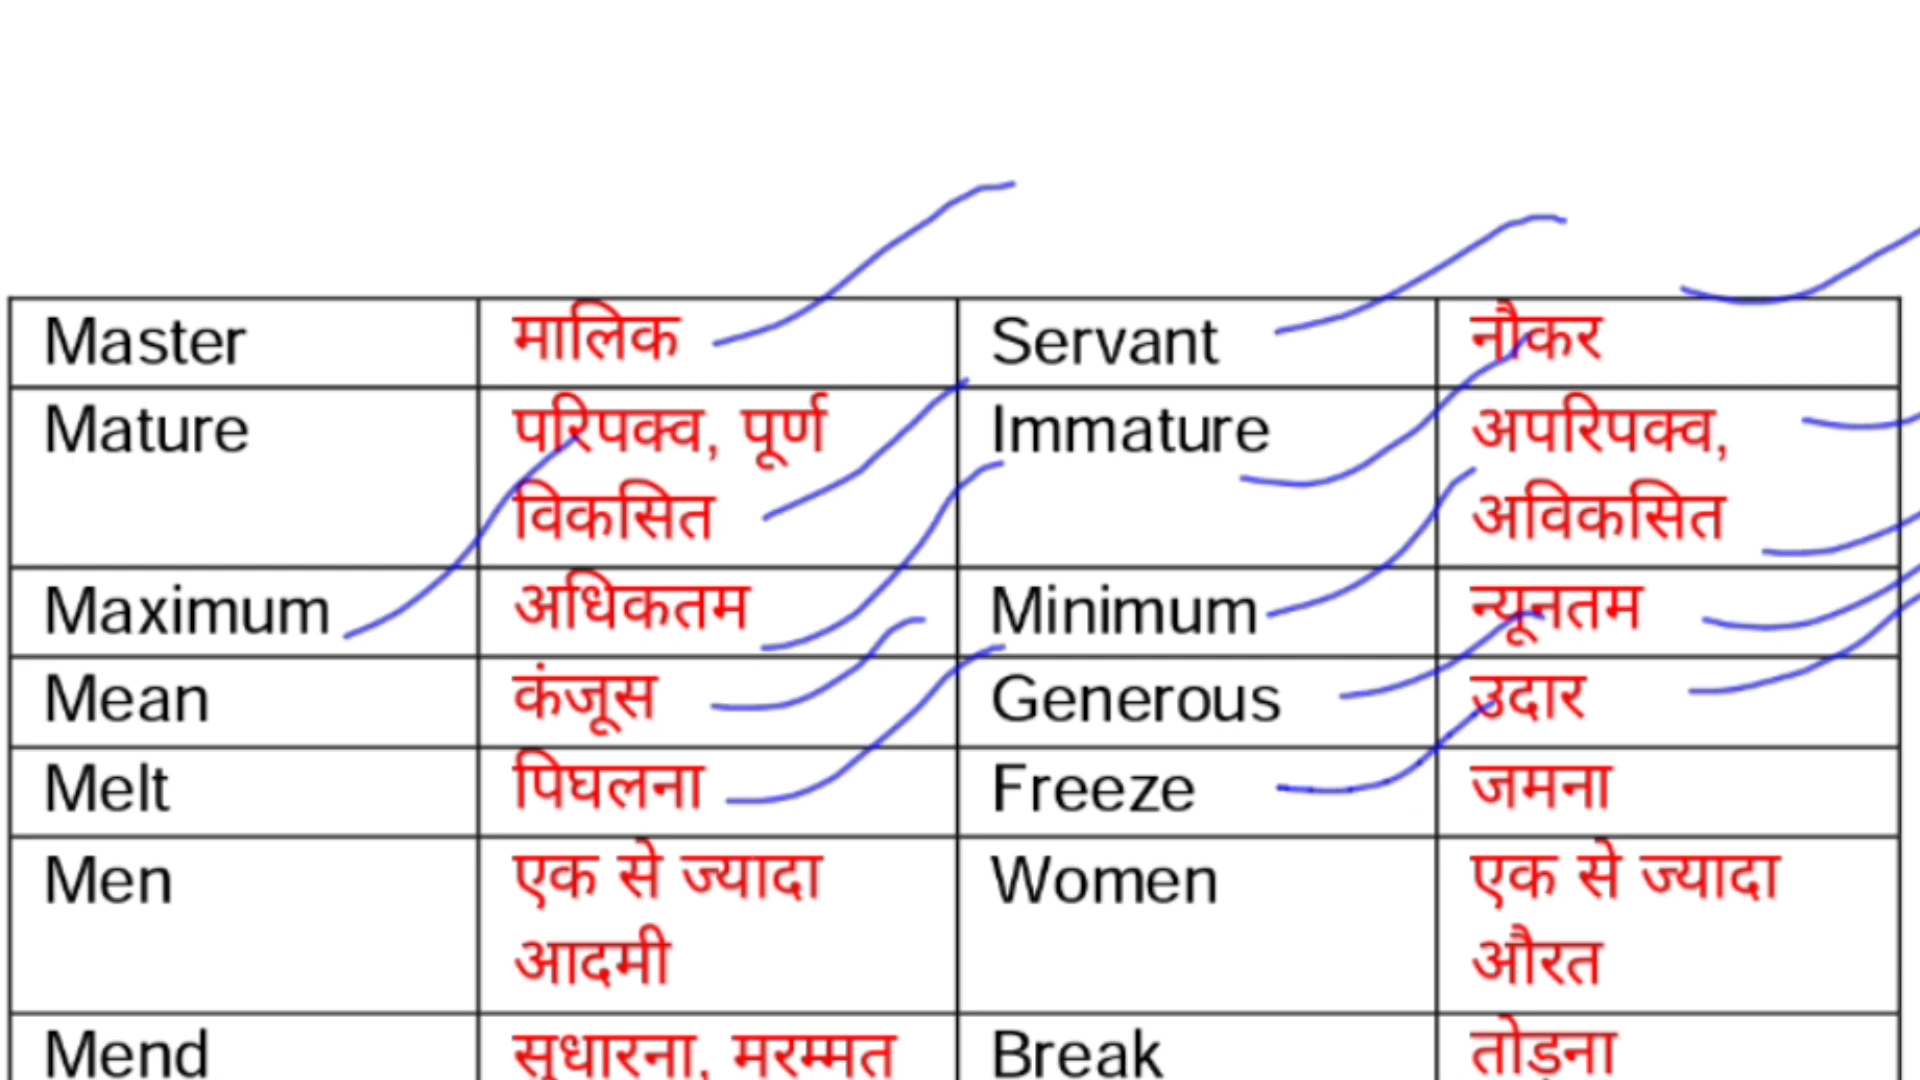 Master मालिक Servant नौकर
Mature परिपक्व, पूर्ण Immature अपरिपक्व,
विकसित अविकसित
Maximum अधिकतम Minimum न्यूनतम
Mean कंजूस Generous उदार
Melt पिघलना Freeze जमना
Men एक से ज्यादा Women एक से ज्यादा
आदमी औरत
Mend सुधारना, मरम्मत Break तोड़ना